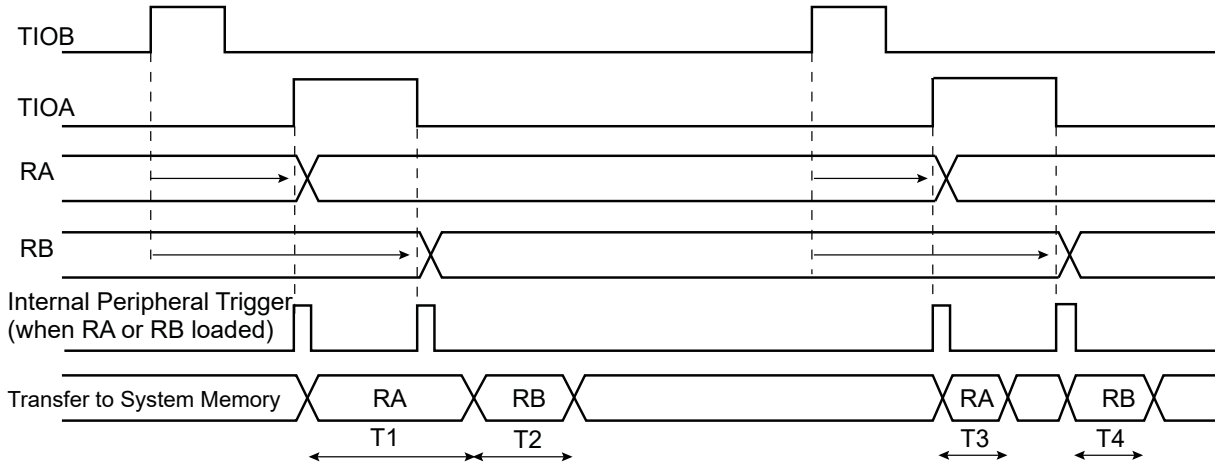 TIOB
TIOA
RA
RB
Internal Peripheral Trigger
(when RA or RB loaded)
Transfer to System Memory
RA
RB
RA
RB
T1
T2
T3
T4